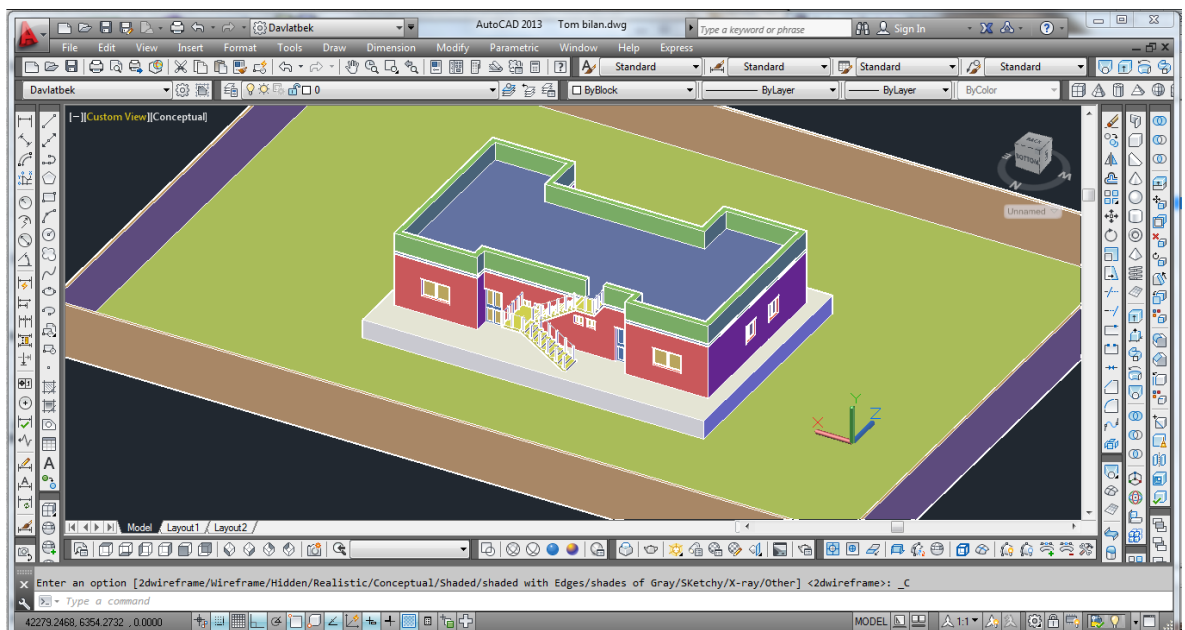 Davlatbek AutoCAD 2013 Tom bilan.dwg Type a keyword or phrase Sign In
File Edit View Insert Format Tools Draw Dimension Modify Parametric Window Help Express
Standard Standard Standard Standard
Davlatbek 0 ByBlock ByLayer ByLayer ByColor
[−][Custom View][Conceptual]
BACK
BOTTOM
N
M
Unnamed
Y
X Z
Model Layout1 Layout2
Enter an option [2dwireframe/Wireframe/Hidden/Realistic/Conceptual/Shaded/shaded with Edges/shades of Gray/SKetchy/X-ray/Other] <2dwireframe>: _C
Type a command
42279.2468, 6354.2732 , 0.0000 MODEL 1:1